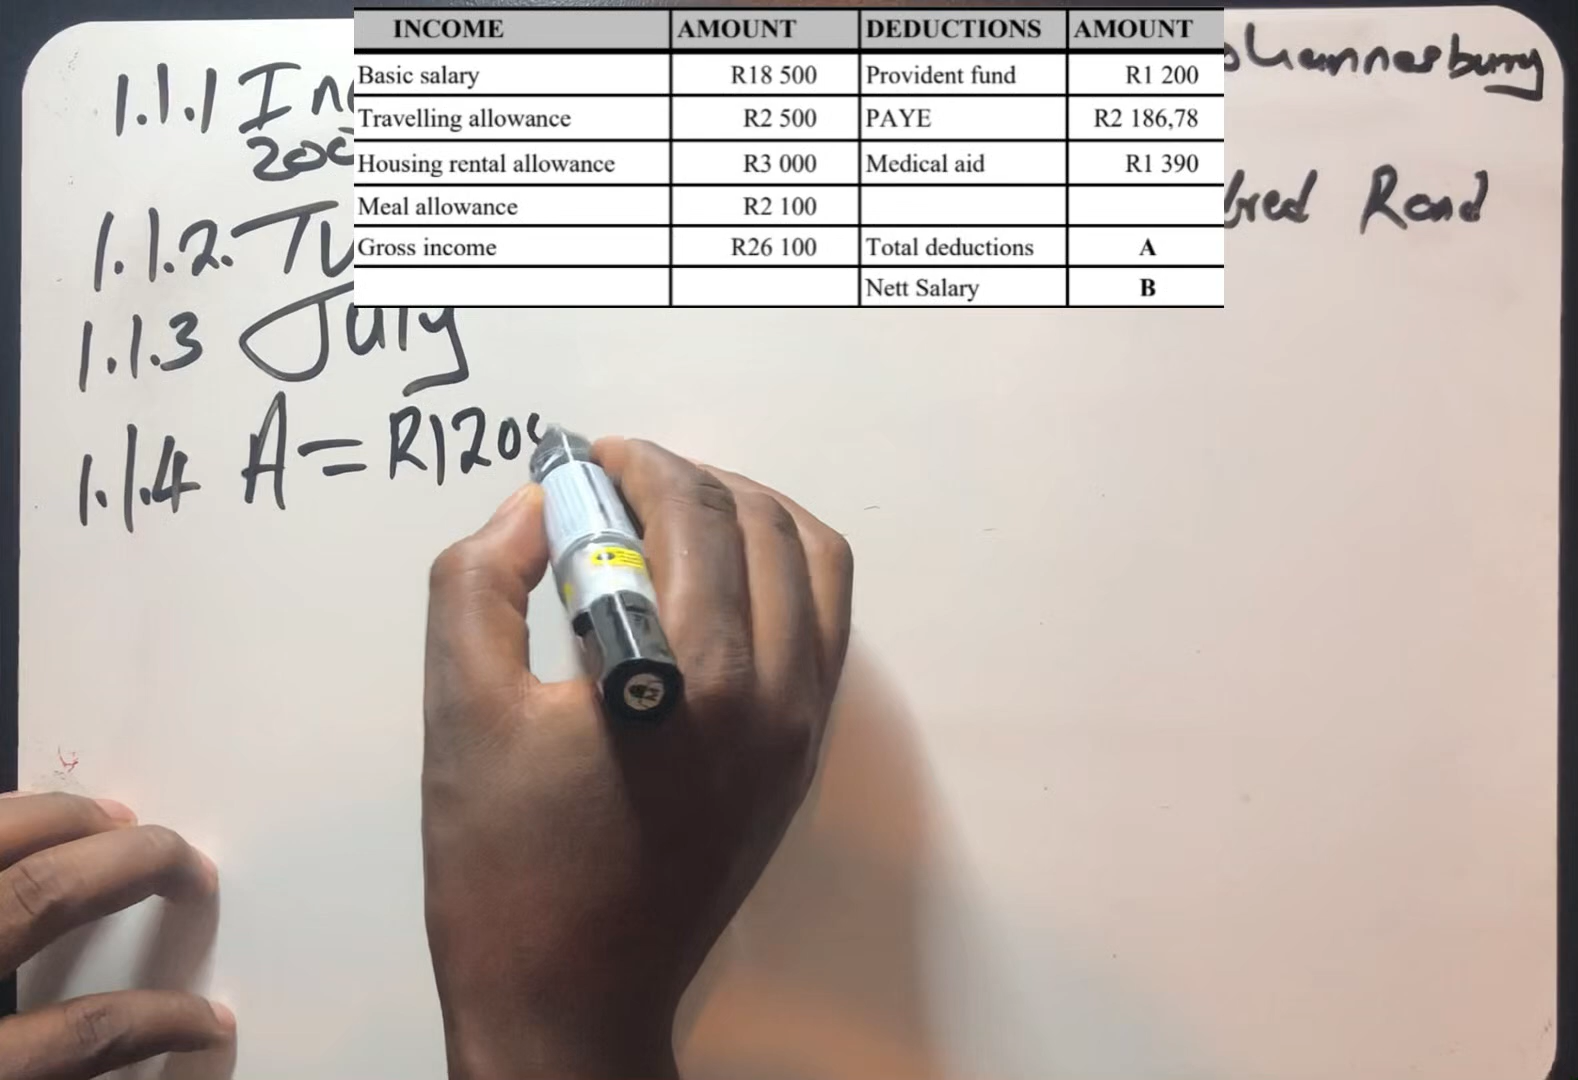 INCOME AMOUNT DEDUCTIONS AMOUNT
Basic salary R18 500 Provident fund R1 200
Travelling allowance R2 500 PAYE R2 186,78
Housing rental allowance R3 000 Medical aid R1 390
Meal allowance R2 100
Gross income R26 100 Total deductions A
Nett Salary B
1.1.1 In
200
1.1.2.
Road
1.1.3 July
1.1.4 A = R120